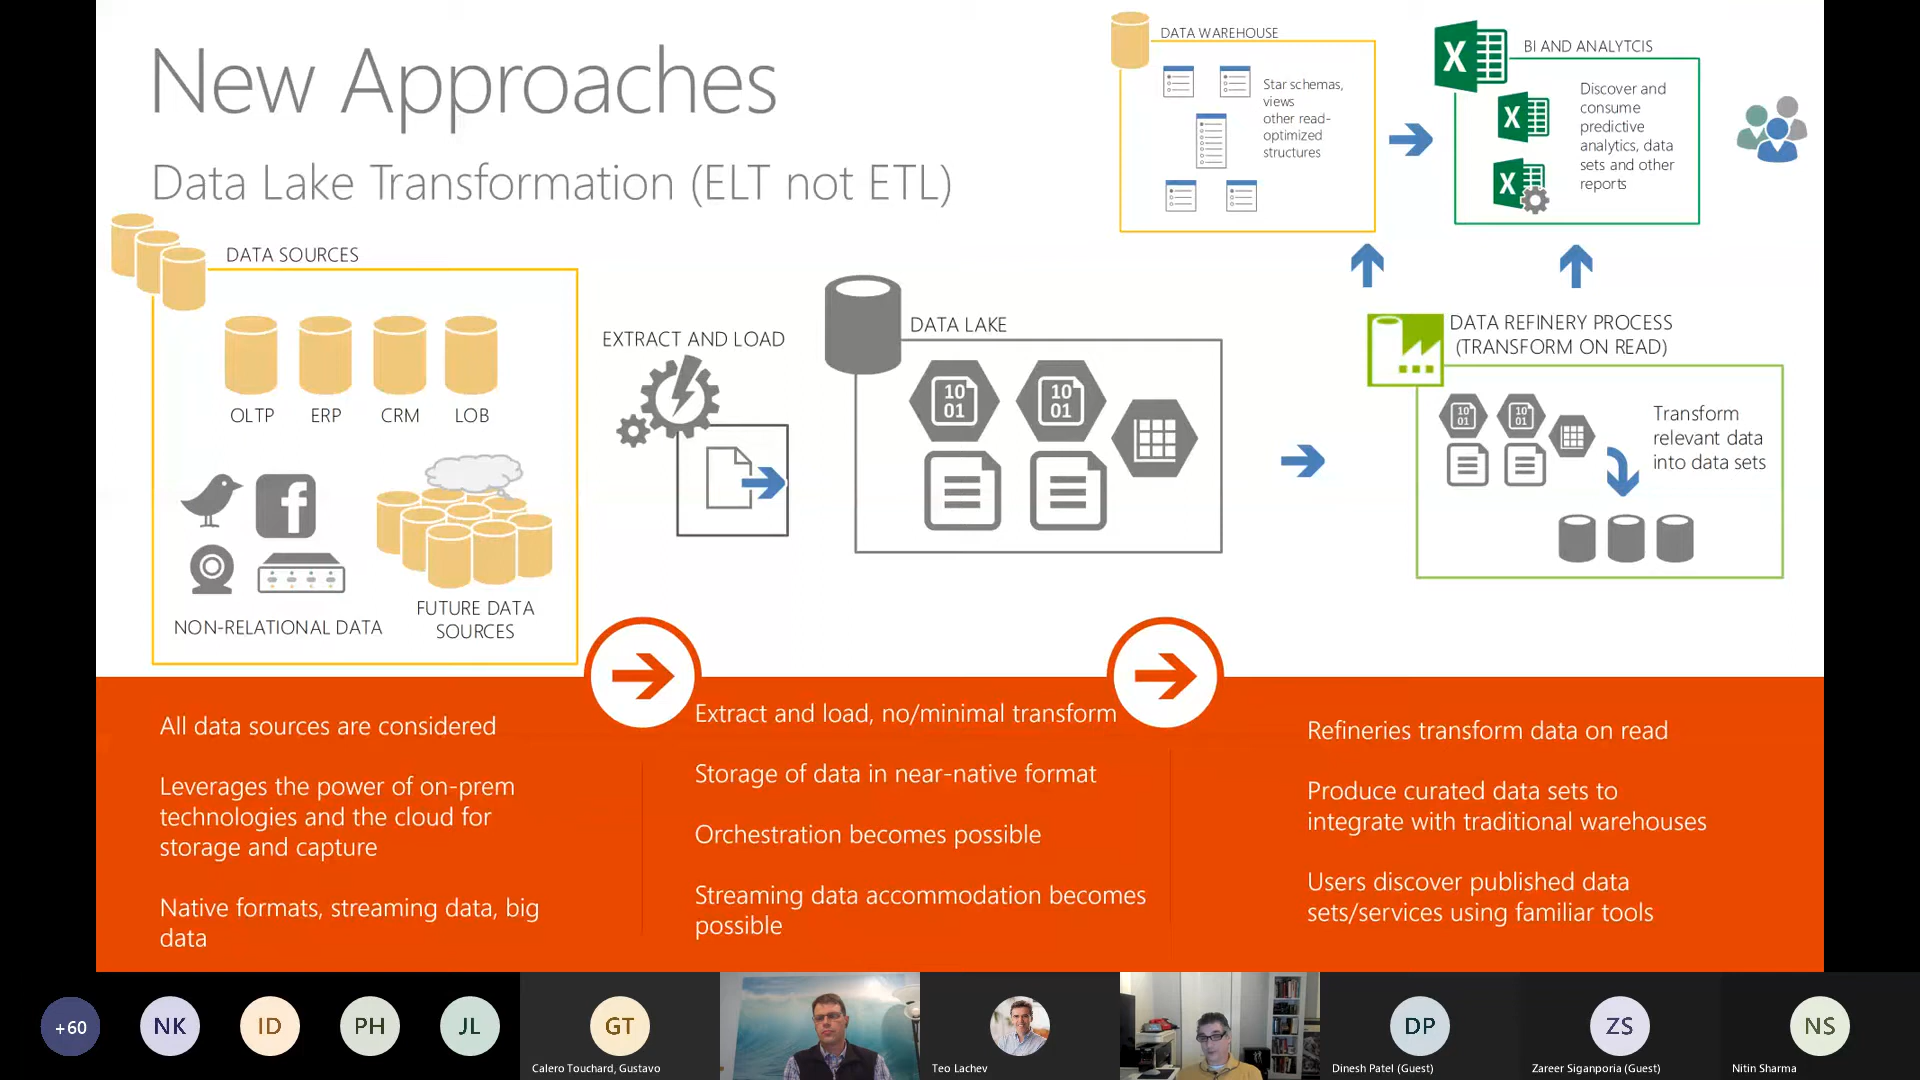 New Approaches
Data Lake Transformation (ELT not ETL)
DATA WAREHOUSE
Star schemas,
views
other read-
optimized
structures
BI AND ANALYTCIS
X
X
X
Discover and
consume
predictive
analytics, data
sets and other
reports
DATA SOURCES
OLTP
ERP
CRM
LOB
f
NON-RELATIONAL DATA
FUTURE DATA
SOURCES
EXTRACT AND LOAD
DATA LAKE
10
01
10
01
DATA REFINERY PROCESS
(TRANSFORM ON READ)
10
01
10
01
Transform
relevant data
into data sets
All data sources are considered
Leverages the power of on-prem
technologies and the cloud for
storage and capture
Native formats, streaming data, big
data
Extract and load, no/minimal transform
Storage of data in near-native format
Orchestration becomes possible
Streaming data accommodation becomes
possible
Refineries transform data on read
Produce curated data sets to
integrate with traditional warehouses
Users discover published data
sets/services using familiar tools
+60
NK
ID
PH
JL
GT
Calero Touchard, Gustavo
Teo Lachev
DP
Dinesh Patel (Guest)
ZS
Zareer Siganporia (Guest)
NS
Nitin Sharma